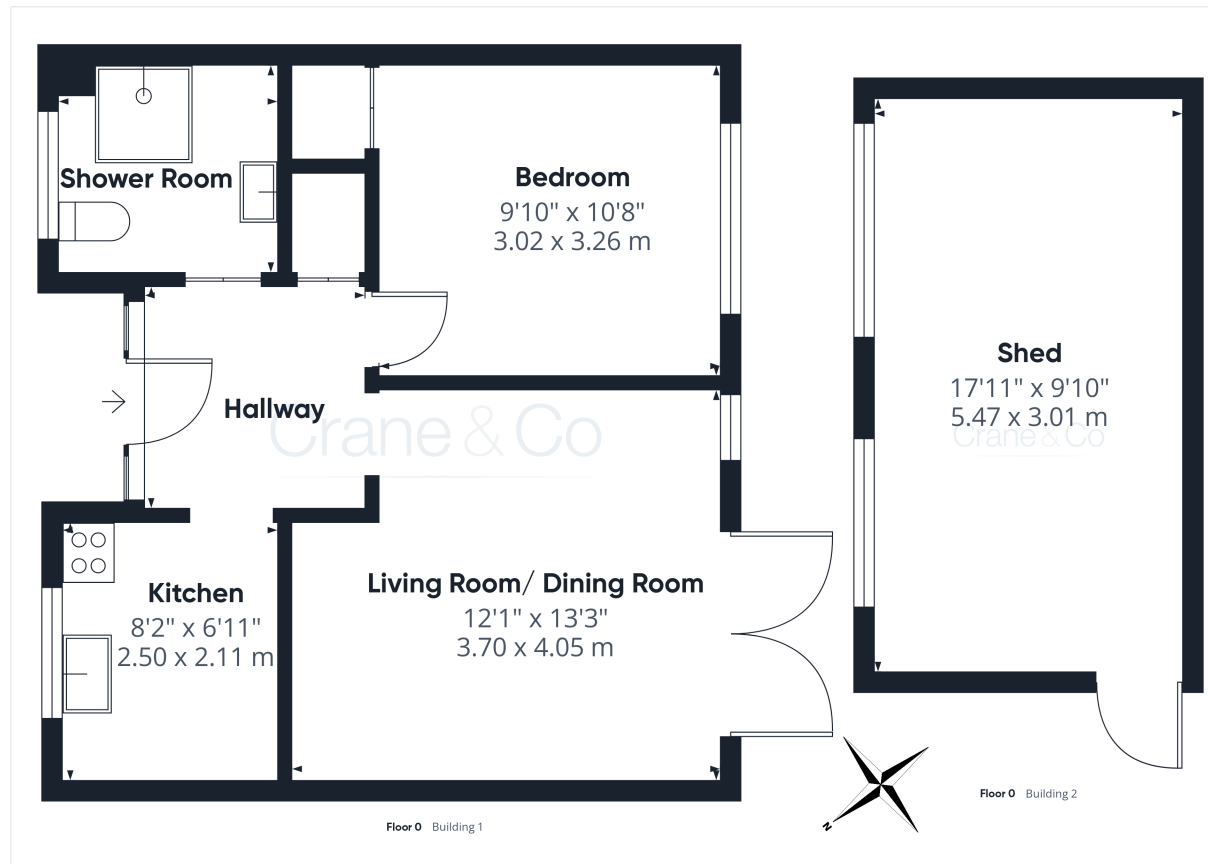 Shower Room
Bedroom
9'10" x 10'8"
3.02 x 3.26 m
Hallway
Crane & Co
Shed
17'11" x 9'10"
5.47 x 3.01 m
Crane & Co
Kitchen
8'2" x 6'11"
2.50 x 2.11 m
Living Room/ Dining Room
12'1" x 13'3"
3.70 x 4.05 m
N
Floor 0 Building 2
Floor 0 Building 1